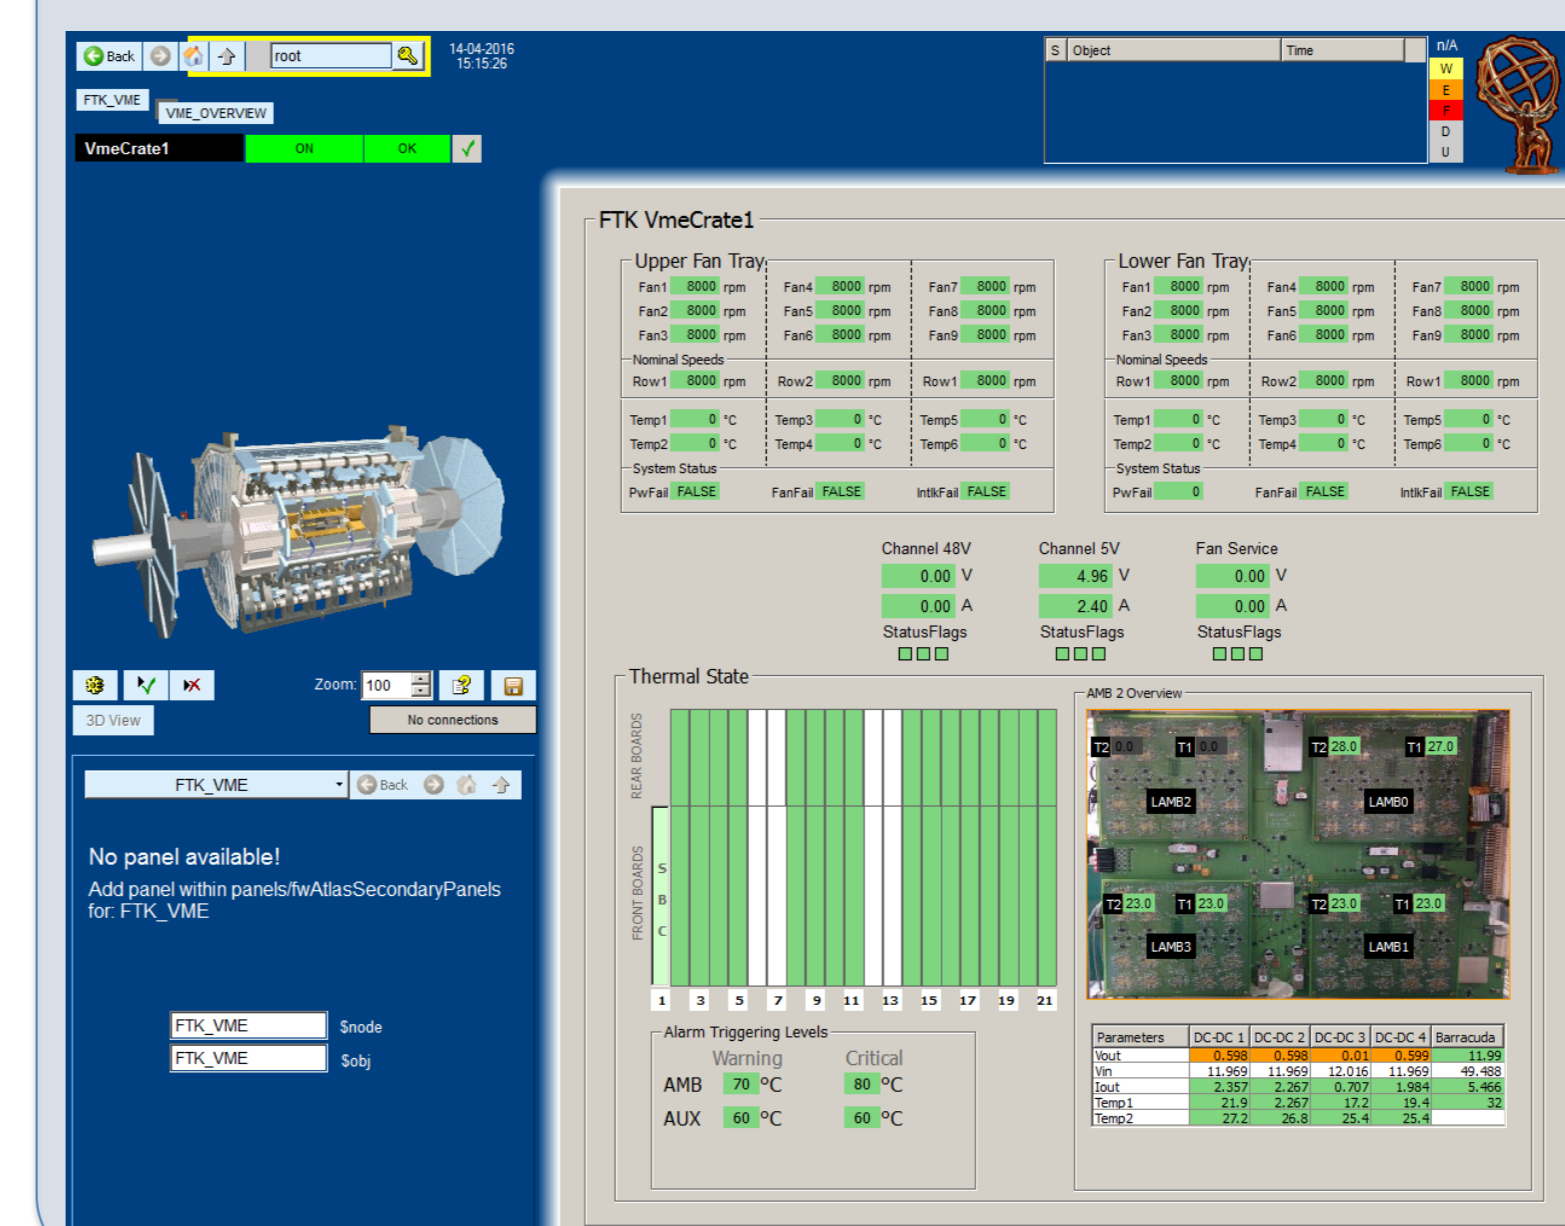 Back root 14-04-2016
15:15:26
S Object Time n/A
W
E
F
D
U
FTK_VME
VME_OVERVIEW
VmeCrate1 ON OK
FTK VmeCrate1
Upper Fan Tray
Fan1 8000 rpm Fan4 8000 rpm Fan7 8000 rpm
Fan2 8000 rpm Fan5 8000 rpm Fan8 8000 rpm
Fan3 8000 rpm Fan6 8000 rpm Fan9 8000 rpm
Nominal Speeds
Row1 8000 rpm Row2 8000 rpm Row1 8000 rpm
Temp1 0 °C Temp3 0 °C Temp5 0 °C
Temp2 0 °C Temp4 0 °C Temp6 0 °C
System Status
PwFail FALSE FanFail FALSE IntlkFail FALSE
Lower Fan Tray
Fan1 8000 rpm Fan4 8000 rpm Fan7 8000 rpm
Fan2 8000 rpm Fan5 8000 rpm Fan8 8000 rpm
Fan3 8000 rpm Fan6 8000 rpm Fan9 8000 rpm
Nominal Speeds
Row1 8000 rpm Row2 8000 rpm Row1 8000 rpm
Temp1 0 °C Temp3 0 °C Temp5 0 °C
Temp2 0 °C Temp4 0 °C Temp6 0 °C
System Status
PwFail 0 FanFail FALSE IntlkFail FALSE
Channel 48V Channel 5V Fan Service
0.00 V 4.96 V 0.00 V
0.00 A 2.40 A 0.00 A
StatusFlags StatusFlags StatusFlags
Zoom: 100
3D View No connections
FTK_VME Back
No panel available!
Add panel within panels/fwAtlasSecondaryPanels
for: FTK_VME
FTK_VME $node
FTK_VME $obj
Thermal State
REAR BOARDS
FRONT BOARDS
S
B
C
1 3 5 7 9 11 13 15 17 19 21
Alarm Triggering Levels
Warning Critical
AMB 70 °C 80 °C
AUX 60 °C 60 °C
AMB 2 Overview
T2 0.0 T1 0.0 T2 28.0 T1 27.0
LAMB2 LAMB0
T2 23.0 T1 23.0 T2 23.0 T1 23.0
LAMB3 LAMB1
Parameters DC-DC 1 DC-DC 2 DC-DC 3 DC-DC 4 Barracuda
Vout 0.598 0.598 0.01 0.599 11.99
Vin 11.969 11.969 12.016 11.969 49.488
Iout 2.357 2.267 0.707 1.984 5.466
Temp1 21.9 2.267 17.2 19.4 32
Temp2 27.2 26.8 25.4 25.4